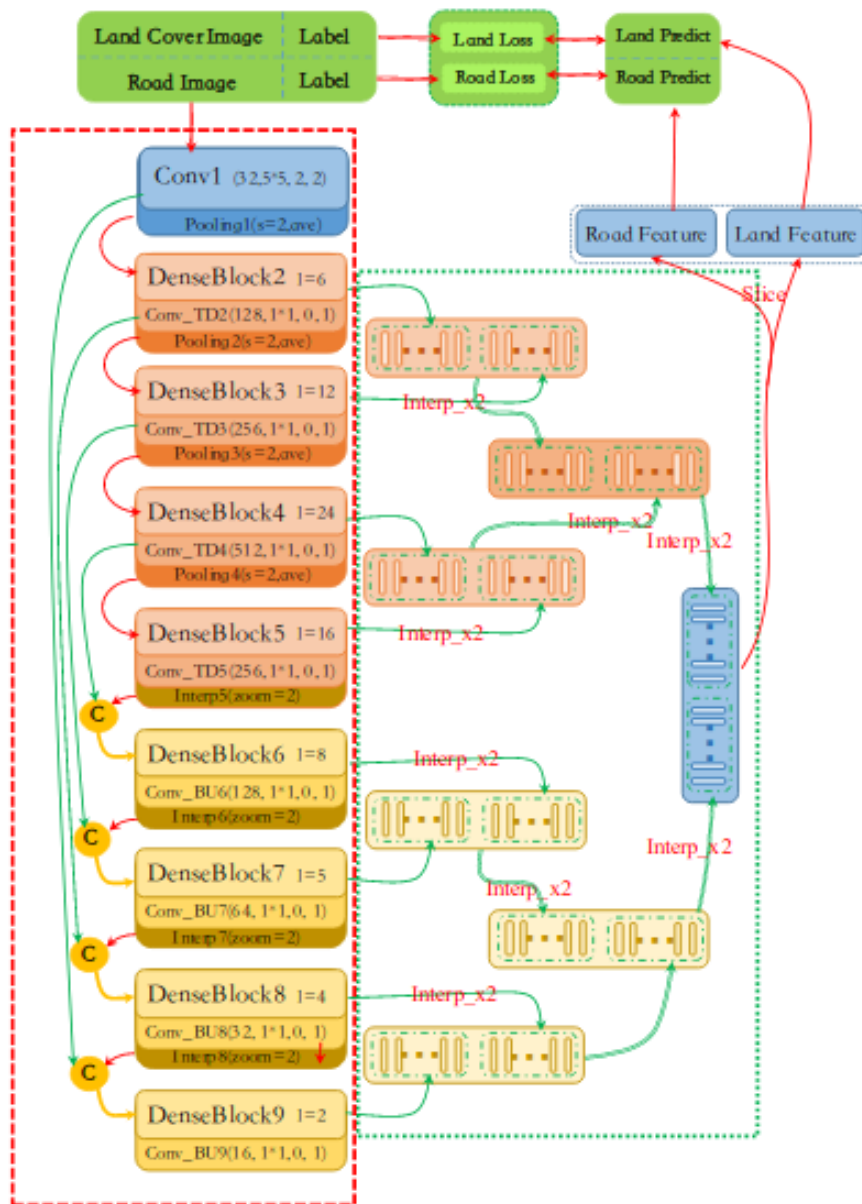 Land Cover Image Label
Road Image Label
Land Loss
Road Loss
Land Predict
Road Predict
Conv1 (32,5*5, 2, 2)
Pooling1(s=2,ave)
Road Feature
Land Feature
Slice
DenseBlock2 l=6
Conv_TD2(128, 1*1, 0, 1)
Pooling2(s=2,ave)
DenseBlock3 l=12
Conv_TD3(256, 1*1, 0, 1)
Pooling3(s=2,ave)
Interp_x2
DenseBlock4 l=24
Conv_TD4(512, 1*1, 0, 1)
Pooling4(s=2,ave)
Interp_x2
Interp_x2
DenseBlock5 l=16
Conv_TD5(256, 1*1, 0, 1)
Interp5(zoom=2)
Interp_x2
C
DenseBlock6 l=8
Conv_BU6(128, 1*1,0, 1)
Interp6(zoom=2)
Interp_x2
C
DenseBlock7 l=5
Conv_BU7(64, 1*1,0, 1)
Interp7(zoom=2)
Interp_x2
Interp_x2
C
DenseBlock8 l=4
Conv_BU8(32, 1*1,0, 1)
Interp8(zoom=2)
Interp_x2
C
DenseBlock9 l=2
Conv_BU9(16, 1*1,0, 1)